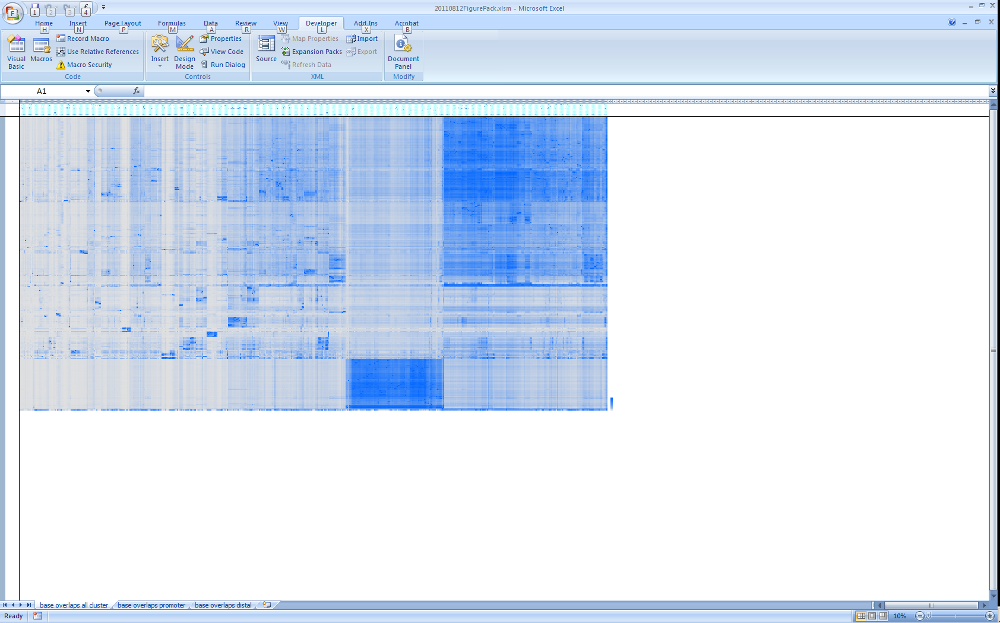 20110812FigurePack.xlsm - Microsoft Excel
F
1 2 3 4
Home Insert Page Layout Formulas Data Review View Developer Add-Ins Acrobat
H N P M A R W L X B
Visual Basic
Macros
Record Macro
Use Relative References
Macro Security
Code
Insert
Design Mode
Properties
View Code
Run Dialog
Controls
Source
Map Properties
Expansion Packs
Refresh Data
Import
Export
XML
Document Panel
Modify
A1
fx
base overlaps all cluster base overlaps promoter base overlaps distal
Ready
10%